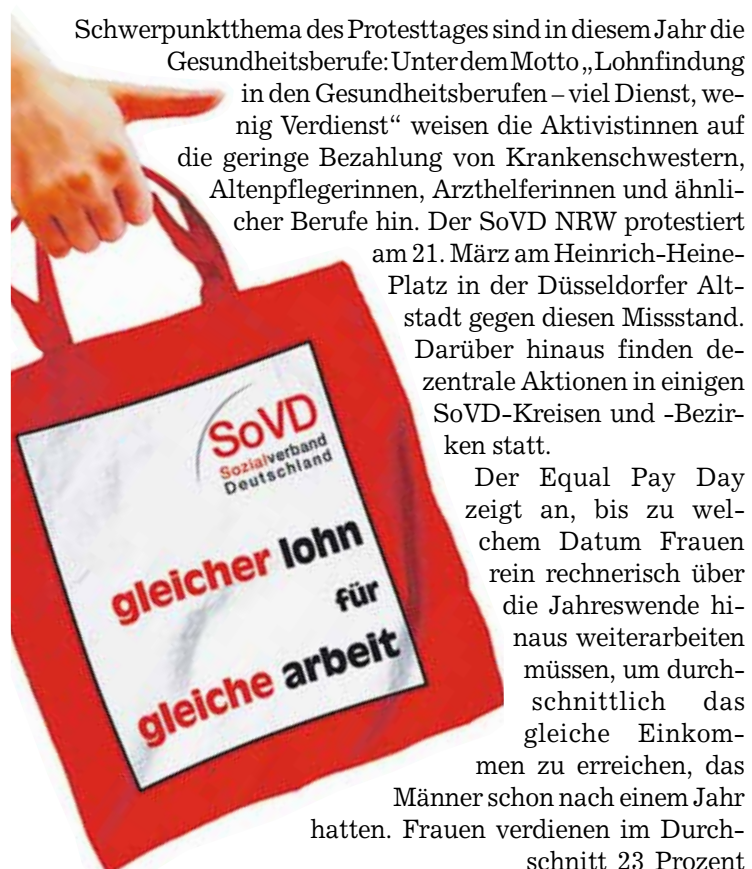 Schwerpunktthema des Protesttages sind in diesem Jahr die
Gesundheitsberufe: Unter dem Motto „Lohnfindung
in den Gesundheitsberufen – viel Dienst, we-
nig Verdienst“ weisen die Aktivistinnen auf
die geringe Bezahlung von Krankenschwestern,
Altenpflegerinnen, Arzthelferinnen und ähnli-
cher Berufe hin. Der SoVD NRW protestiert
am 21. März am Heinrich-Heine-
Platz in der Düsseldorfer Alt-
stadt gegen diesen Missstand.
Darüber hinaus finden de-
zentrale Aktionen in einigen
SoVD-Kreisen und -Bezir-
ken statt.
Der Equal Pay Day
zeigt an, bis zu wel-
chem Datum Frauen
rein rechnerisch über
die Jahreswende hi-
naus weiterarbeiten
müssen, um durch-
schnittlich das
gleiche Einkom-
men zu erreichen, das
Männer schon nach einem Jahr
hatten. Frauen verdienen im Durch-
schnitt 23 Prozent
SoVD
Sozialverband
Deutschland
gleicher lohn
für
gleiche arbeit